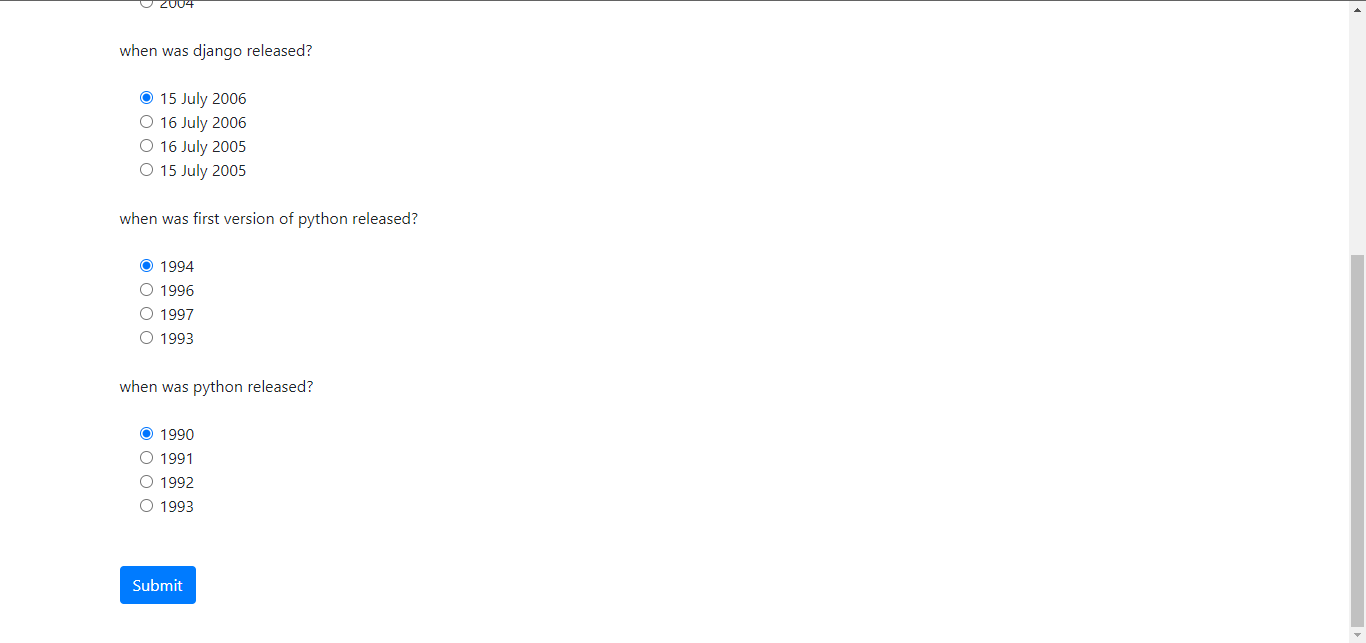 2004
when was django released?
15 July 2006
16 July 2006
16 July 2005
15 July 2005
when was first version of python released?
1994
1996
1997
1993
when was python released?
1990
1991
1992
1993
Submit